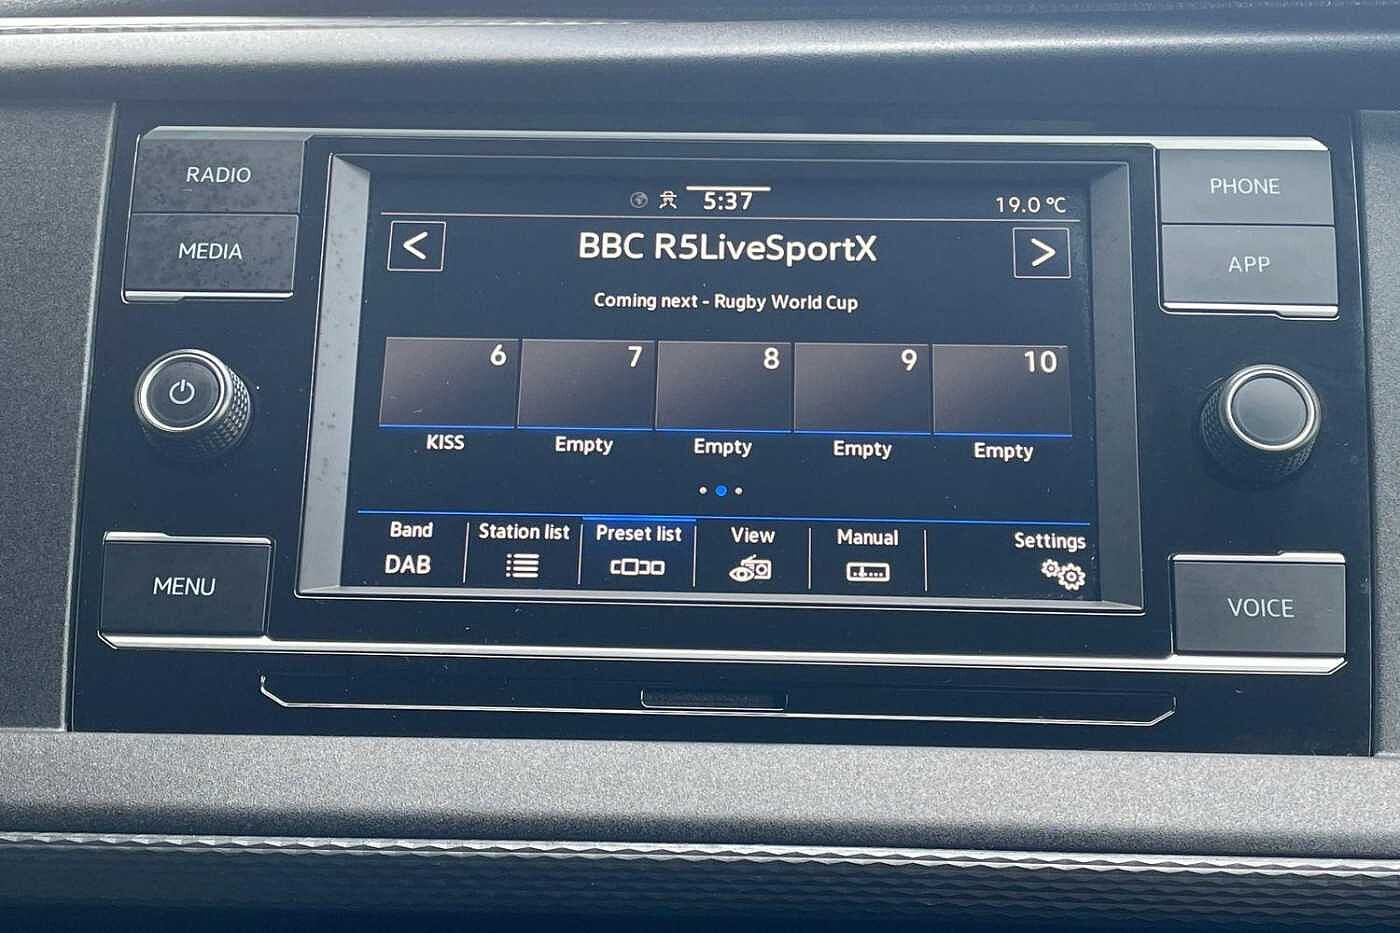 RADIO
MEDIA
MENU
5:37
19.0 °C
<
BBC R5LiveSportX
>
Coming next - Rugby World Cup
6
7
8
9
10
KISS
Empty
Empty
Empty
Empty
Band
Station list
Preset list
View
Manual
Settings
DAB
PHONE
APP
VOICE